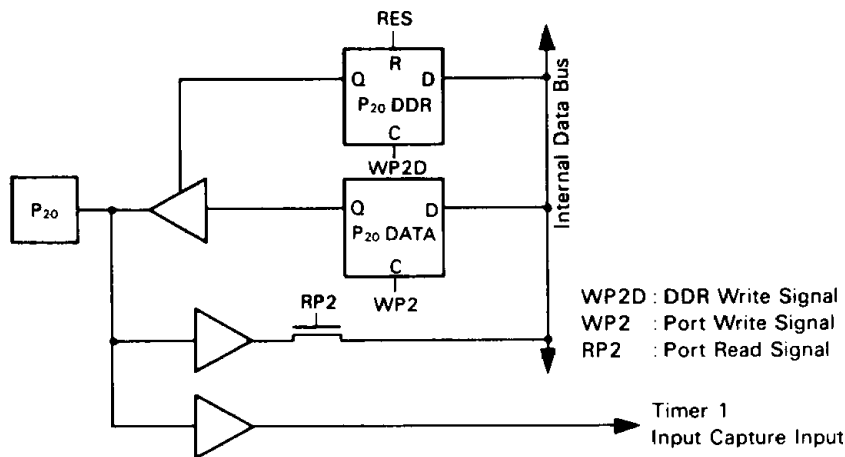 RES
R
Q D
P₂₀ DDR
C
WP2D
Internal Data Bus
P₂₀
Q D
P₂₀ DATA
C
WP2
RP2
WP2D : DDR Write Signal
WP2 : Port Write Signal
RP2 : Port Read Signal
Timer 1
Input Capture Input